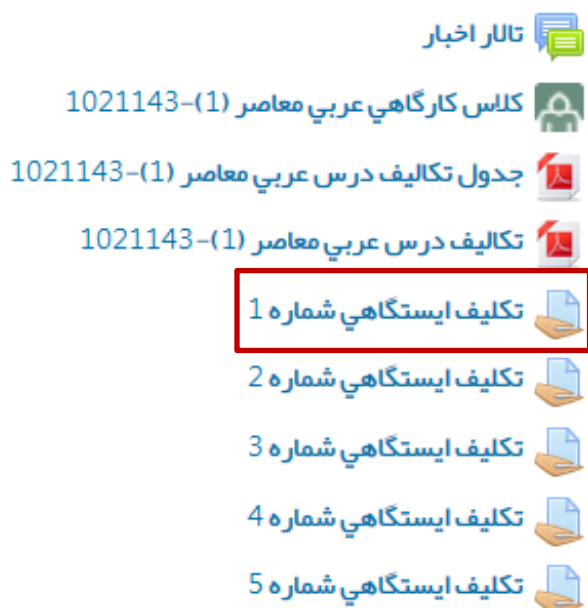 تالار اخبار
كلاس كارگاهي عربي معاصر (1)-1021143
جدول تكاليف درس عربي معاصر (1)-1021143
تكاليف درس عربي معاصر (1)-1021143
تكليف ايستگاهي شماره 1
تكليف ايستگاهي شماره 2
تكليف ايستگاهي شماره 3
تكليف ايستگاهي شماره 4
تكليف ايستگاهي شماره 5